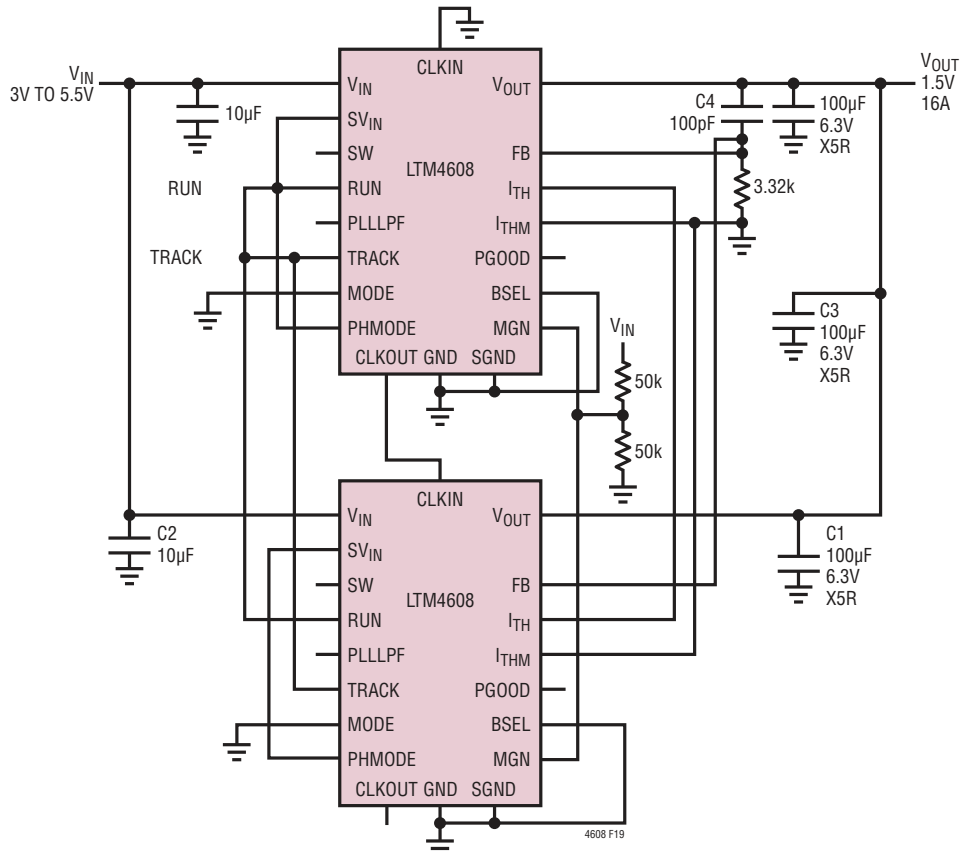 CLKIN
VIN
3V TO 5.5V
10µF
VIN
SVIN
SW
RUN
RUN
PLLLPF
TRACK
TRACK
MODE
PHMODE
LTM4608
VOUT
FB
ITH
ITHM
PGOOD
BSEL
MGN
CLKOUT GND SGND
C4
100pF
100µF
6.3V
X5R
VOUT
1.5V
16A
3.32k
C3
100µF
6.3V
X5R
VIN
50k
50k
CLKIN
C2
10µF
VIN
SVIN
SW
RUN
PLLLPF
TRACK
MODE
PHMODE
LTM4608
VOUT
FB
ITH
ITHM
PGOOD
BSEL
MGN
CLKOUT GND SGND
C1
100µF
6.3V
X5R
4608 F19